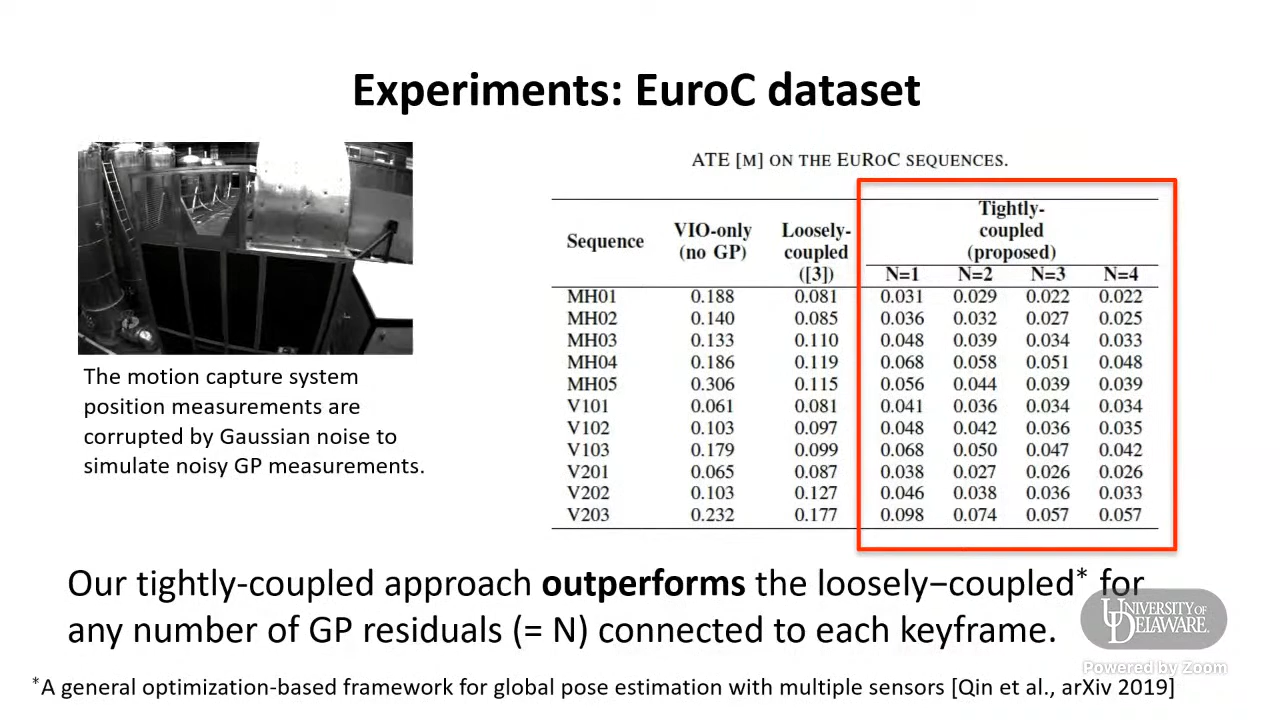 Experiments: EuroC dataset
The motion capture system
position measurements are
corrupted by Gaussian noise to
simulate noisy GP measurements.
ATE [M] ON THE EUROC SEQUENCES.
Sequence VIO-only (no GP) Loosely-coupled ([3]) Tightly-coupled (proposed)
N=1 N=2 N=3 N=4
MH01 0.188 0.081 0.031 0.029 0.022 0.022
MH02 0.140 0.085 0.036 0.032 0.027 0.025
MH03 0.133 0.110 0.048 0.039 0.034 0.033
MH04 0.186 0.119 0.068 0.058 0.051 0.048
MH05 0.306 0.115 0.056 0.044 0.039 0.039
V101 0.061 0.081 0.041 0.036 0.034 0.034
V102 0.103 0.097 0.048 0.042 0.036 0.035
V103 0.179 0.099 0.068 0.050 0.047 0.042
V201 0.065 0.087 0.038 0.027 0.026 0.026
V202 0.103 0.127 0.046 0.038 0.036 0.033
V203 0.232 0.177 0.098 0.074 0.057 0.057
Our tightly-coupled approach outperforms the loosely−coupled* for
any number of GP residuals (= N) connected to each keyframe.
UNIVERSITY OF
DELAWARE.
Powered by Zoom
*A general optimization-based framework for global pose estimation with multiple sensors [Qin et al., arXiv 2019]